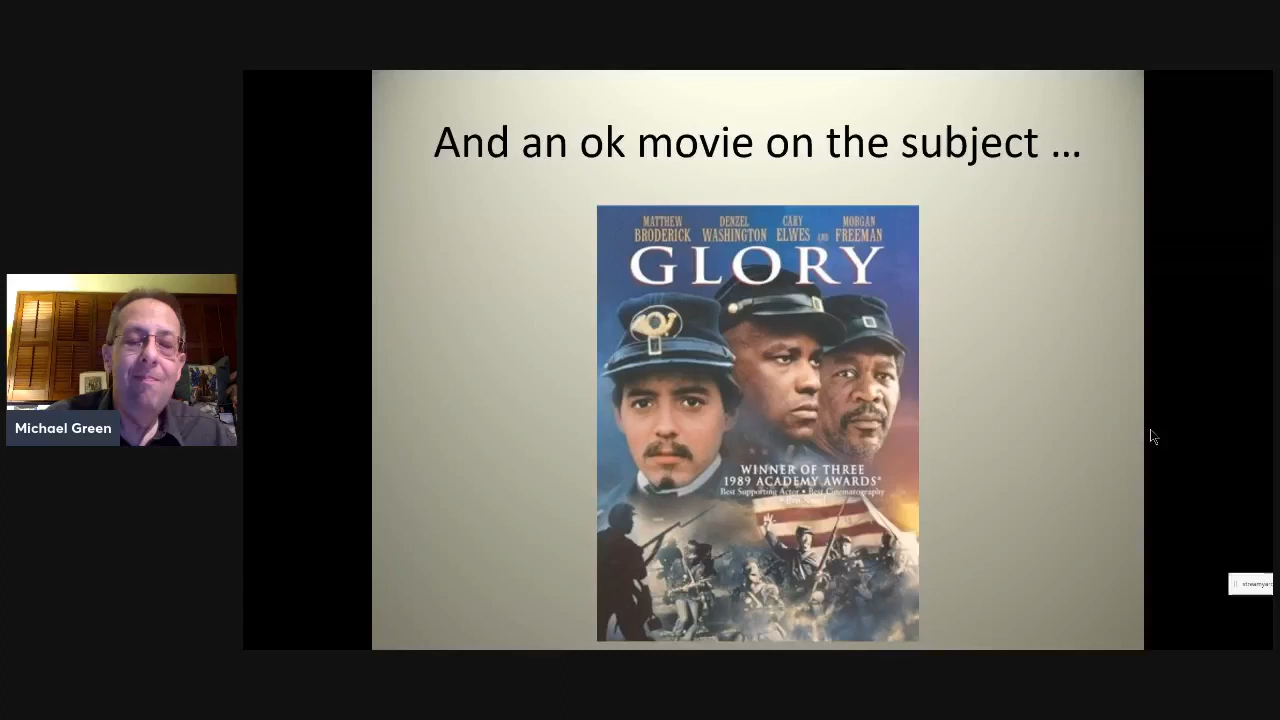 And an ok movie on the subject ...
MATTHEW BRODERICK DENZEL WASHINGTON CARY ELWES AND MORGAN FREEMAN
GLORY
WINNER OF THREE
1989 ACADEMY AWARDS®
Best Supporting Actor • Best Cinematography
Michael Green
streamyar